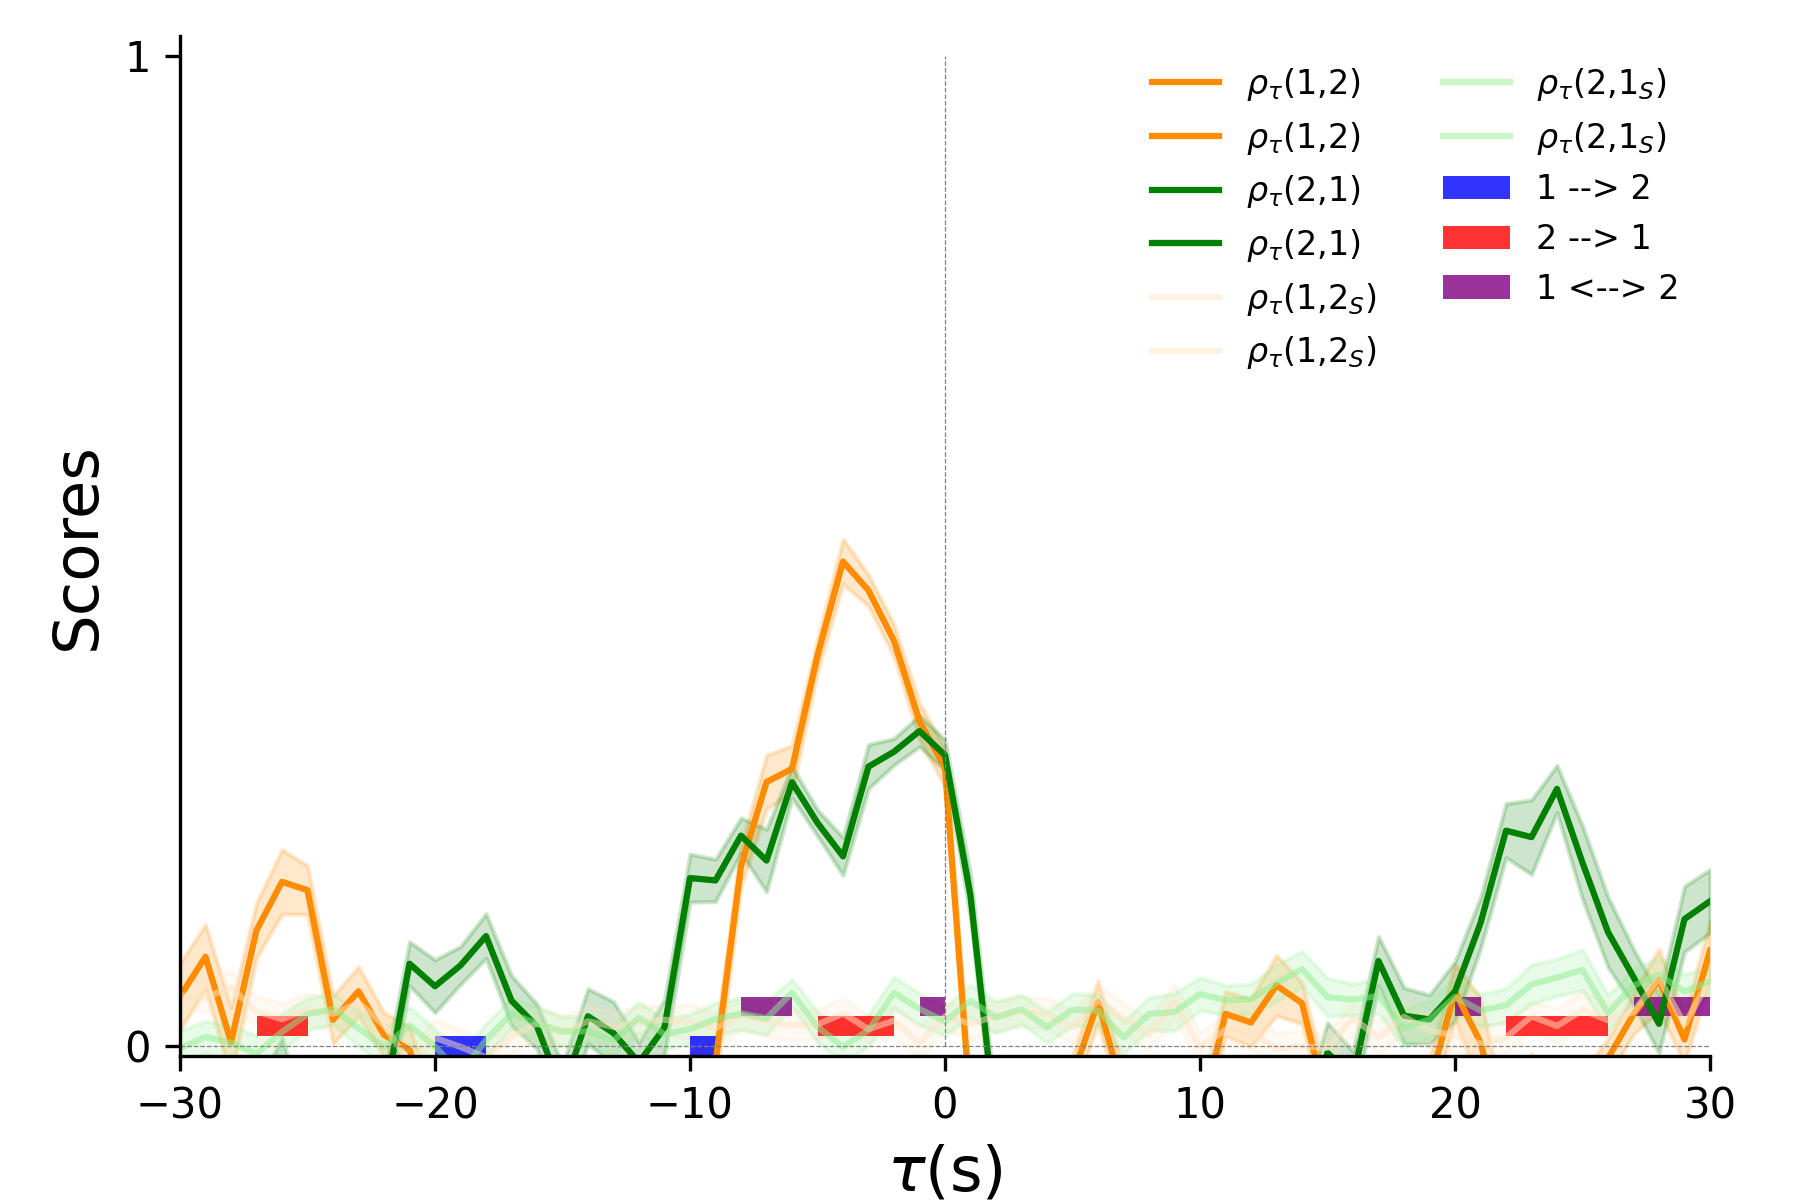 1
0
Scores
−30 −20 −10 0 10 20 30
τ(s)
ρτ(1,2)
ρτ(1,2)
ρτ(2,1)
ρτ(2,1)
ρτ(1,2S)
ρτ(1,2S)
ρτ(2,1S)
ρτ(2,1S)
1 --> 2
2 --> 1
1 <--> 2